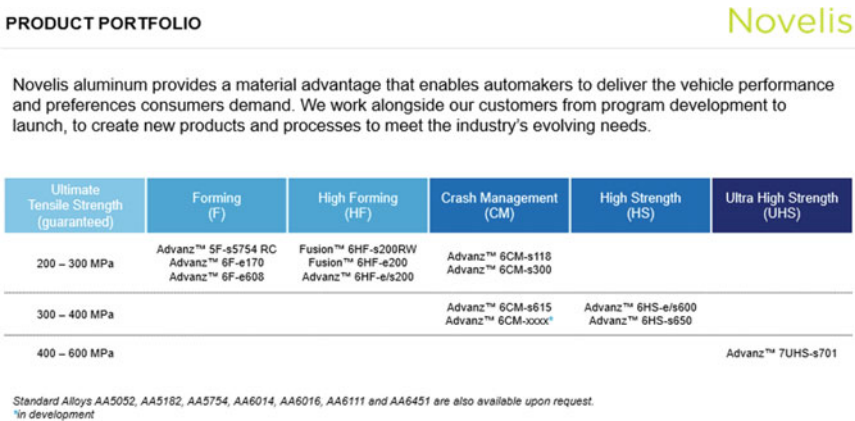 PRODUCT PORTFOLIO
Novelis
Novelis aluminum provides a material advantage that enables automakers to deliver the vehicle performance
and preferences consumers demand. We work alongside our customers from program development to
launch, to create new products and processes to meet the industry's evolving needs.
Ultimate
Tensile Strength
(guaranteed)
Forming
(F)
High Forming
(HF)
Crash Management
(CM)
High Strength
(HS)
Ultra High Strength
(UHS)
200 – 300 MPa
Advanz™ 5F-s5754 RC
Advanz™ 6F-e170
Advanz™ 6F-e608
Fusion™ 6HF-s200RW
Fusion™ 6HF-e200
Advanz™ 6HF-e/s200
Advanz™ 6CM-s118
Advanz™ 6CM-s300
300 – 400 MPa
Advanz™ 6CM-s615
Advanz™ 6CM-xxxx*
Advanz™ 6HS-e/s600
Advanz™ 6HS-s650
400 – 600 MPa
Advanz™ 7UHS-s701
Standard Alloys AA5052, AA5182, AA5754, AA6014, AA6016, AA6111 and AA6451 are also available upon request.
*in development